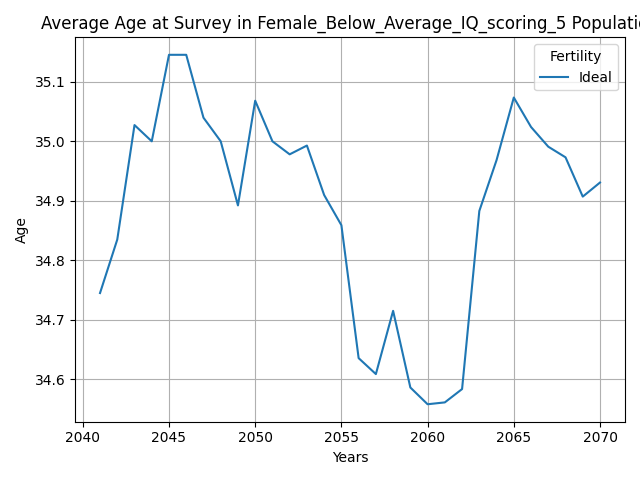 Average Age at Survey in Female_Below_Average_IQ_scoring_5 Populatio
Fertility
Ideal
35.1
35.0
34.9
34.8
34.7
34.6
Age
2040 2045 2050 2055 2060 2065 2070
Years